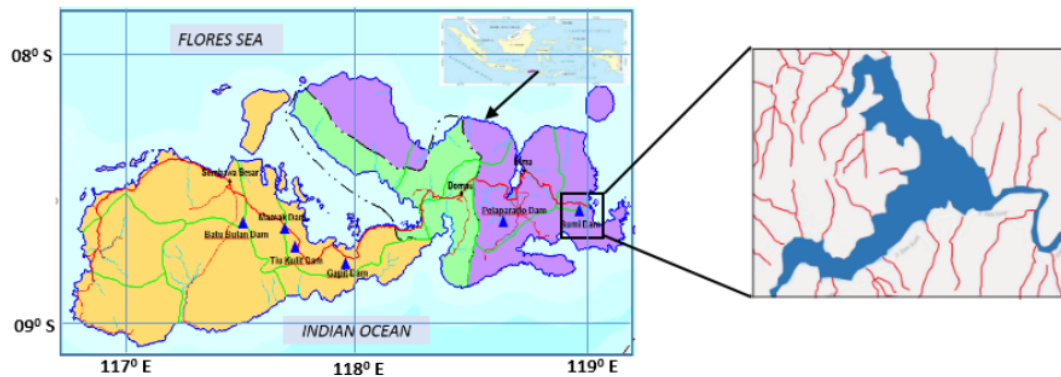 FLORES SEA
08⁰ S
Sumbawa Besar
Bima
Dompu
Mamak Dam
Pelaparado Dam
Batu Bulan Dam
Sumi Dam
Tiu Kulit Dam
Gapit Dam
09⁰ S
INDIAN OCEAN
117⁰ E
118⁰ E
119⁰ E